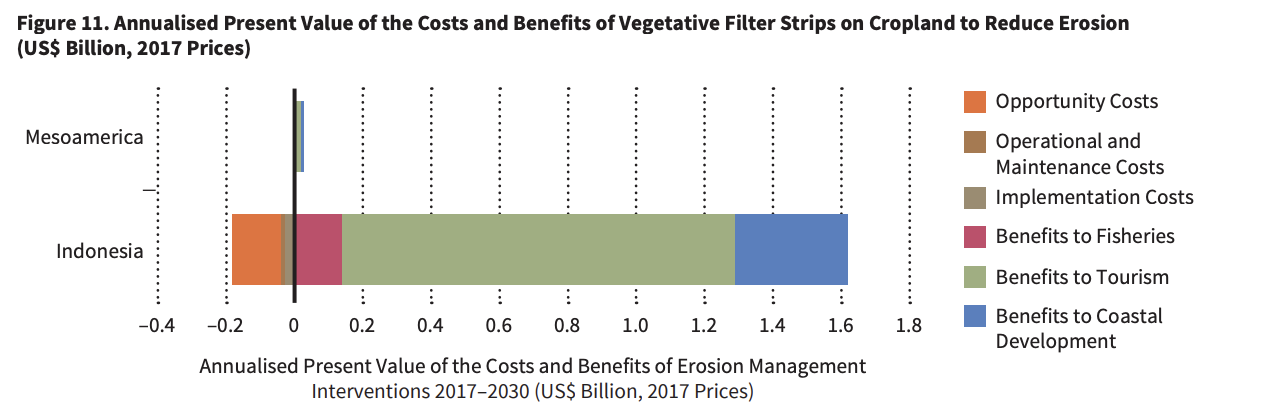 Figure 11. Annualised Present Value of the Costs and Benefits of Vegetative Filter Strips on Cropland to Reduce Erosion
(US$ Billion, 2017 Prices)
Mesoamerica
Indonesia
–0.4 –0.2 0 0.2 0.4 0.6 0.8 1.0 1.2 1.4 1.6 1.8
Annualised Present Value of the Costs and Benefits of Erosion Management
Interventions 2017–2030 (US$ Billion, 2017 Prices)
Opportunity Costs
Operational and
Maintenance Costs
Implementation Costs
Benefits to Fisheries
Benefits to Tourism
Benefits to Coastal
Development